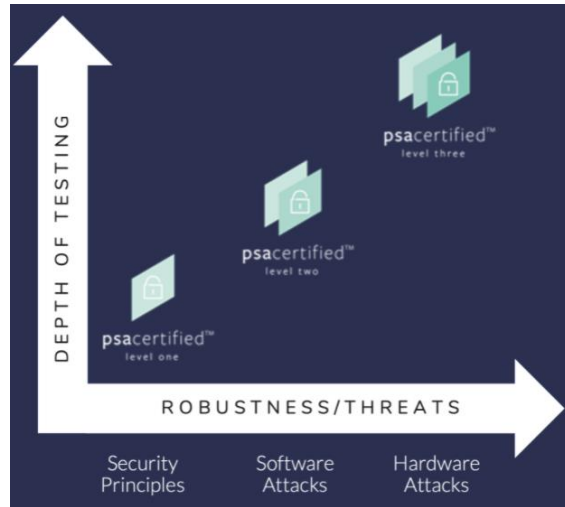 psacertified™
level three
psacertified™
level two
psacertified™
level one
DEPTH OF TESTING
ROBUSTNESS/THREATS
Security
Principles
Software
Attacks
Hardware
Attacks